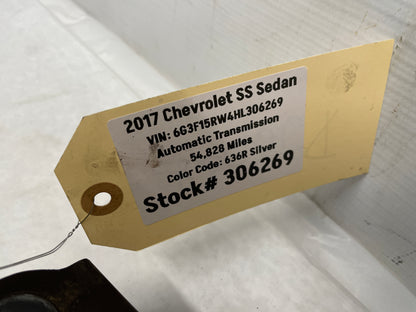 2017 Chevrolet SS Sedan
VIN: 6G3F15RW4HL306269
Automatic Transmission
54,828 Miles
Color Code: 636R Silver
Stock# 306269